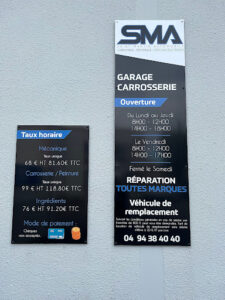 SMA
GARAGE
CARROSSERIE
Ouverture
Du Lundi au Jeudi
8H00 - 12H00
14H00 - 18H00
Le Vendredi
8H00 - 12H00
14H00 - 17H00
Fermé le Samedi
RÉPARATION
TOUTES MARQUES
Véhicule de
remplacement
04 94 38 40 40
Taux horaire
Mécanique
Taux unique
68 € HT 81.60€ TTC
Carrosserie / Peinture
Taux unique
99 € HT 118.80€ TTC
Ingrédients
76 € HT 91.20€ TTC
Mode de paiement :
Chèques